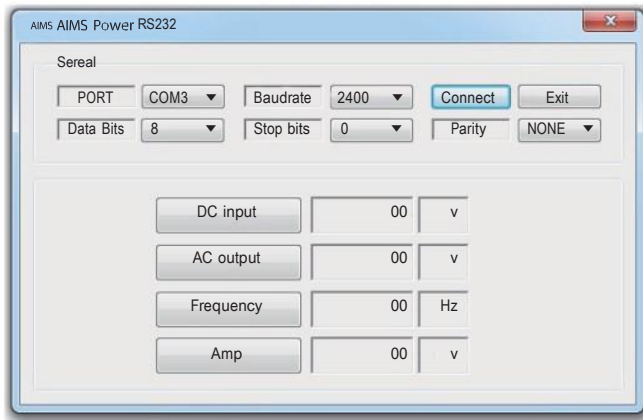 AIMS AIMS Power RS232
Sereal
PORT COM3 Baudrate 2400 Connect Exit
Data Bits 8 Stop bits 0 Parity NONE
DC input 00 v
AC output 00 v
Frequency 00 Hz
Amp 00 v